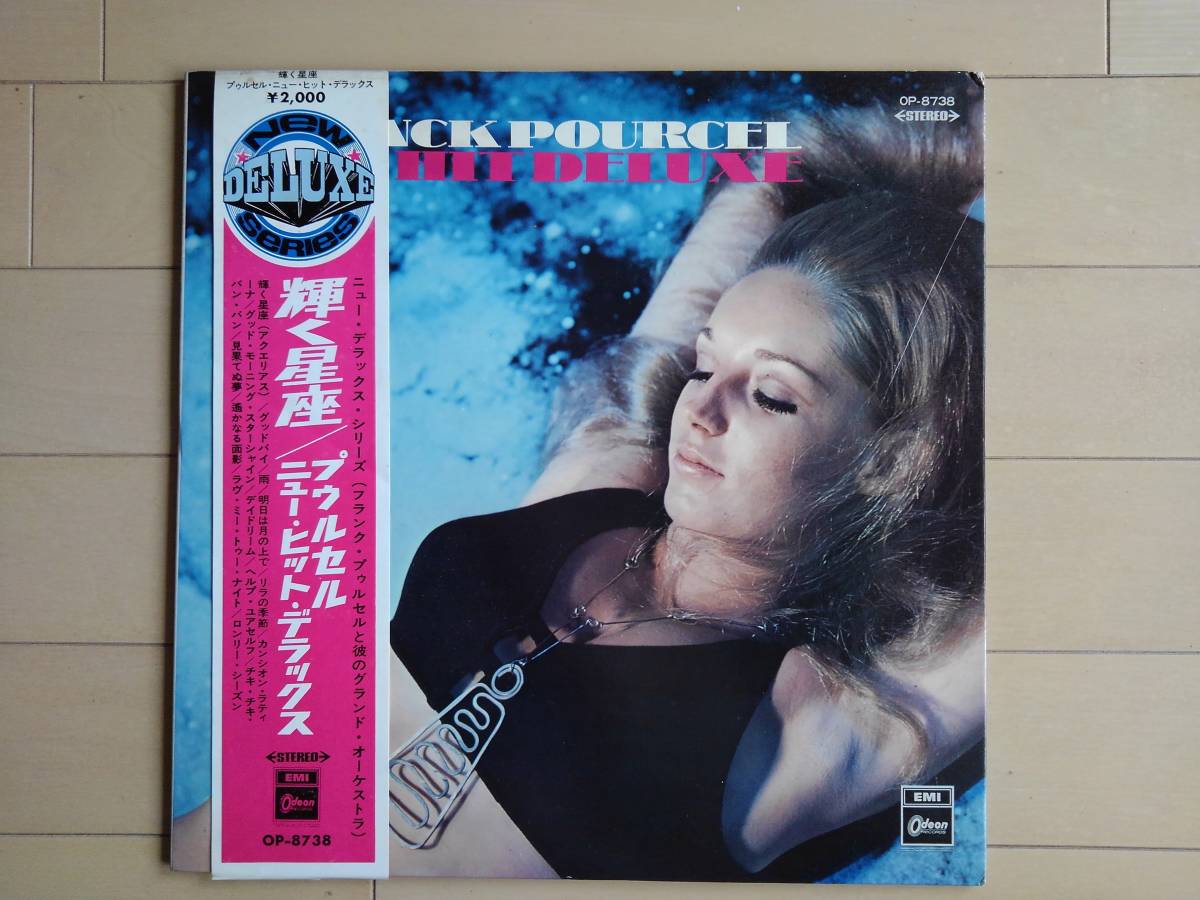 輝く星座
プゥルセル・ニュー・ヒット・デラックス
¥2,000
New
DELUXE
SERIES
ニュー・デラックス・シリーズ(フランク・プゥルセルと彼のグランド・オーケストラ)
輝く星座/プゥルセル
ニュー・ヒット・デラックス
輝く星座(アクエリアス)/グッドバイ/雨/明日は月の上で/リラの季節/カンシオン・ラティ
ーナ/グッド・モーニング・スターシャイン/デイドリーム/ヘルプ・ユアセルフ/チキ・チキ・
バン・バン/見果てぬ夢/遙かなる面影/ラヴ・ミー・トゥー・ナイト/ロンリー・シーズン
STEREO
EMI
Odeon
RECORDS
OP-8738
NCK POURCEL
HIT DELUXE
OP-8738
STEREO
EMI
Odeon
RECORDS